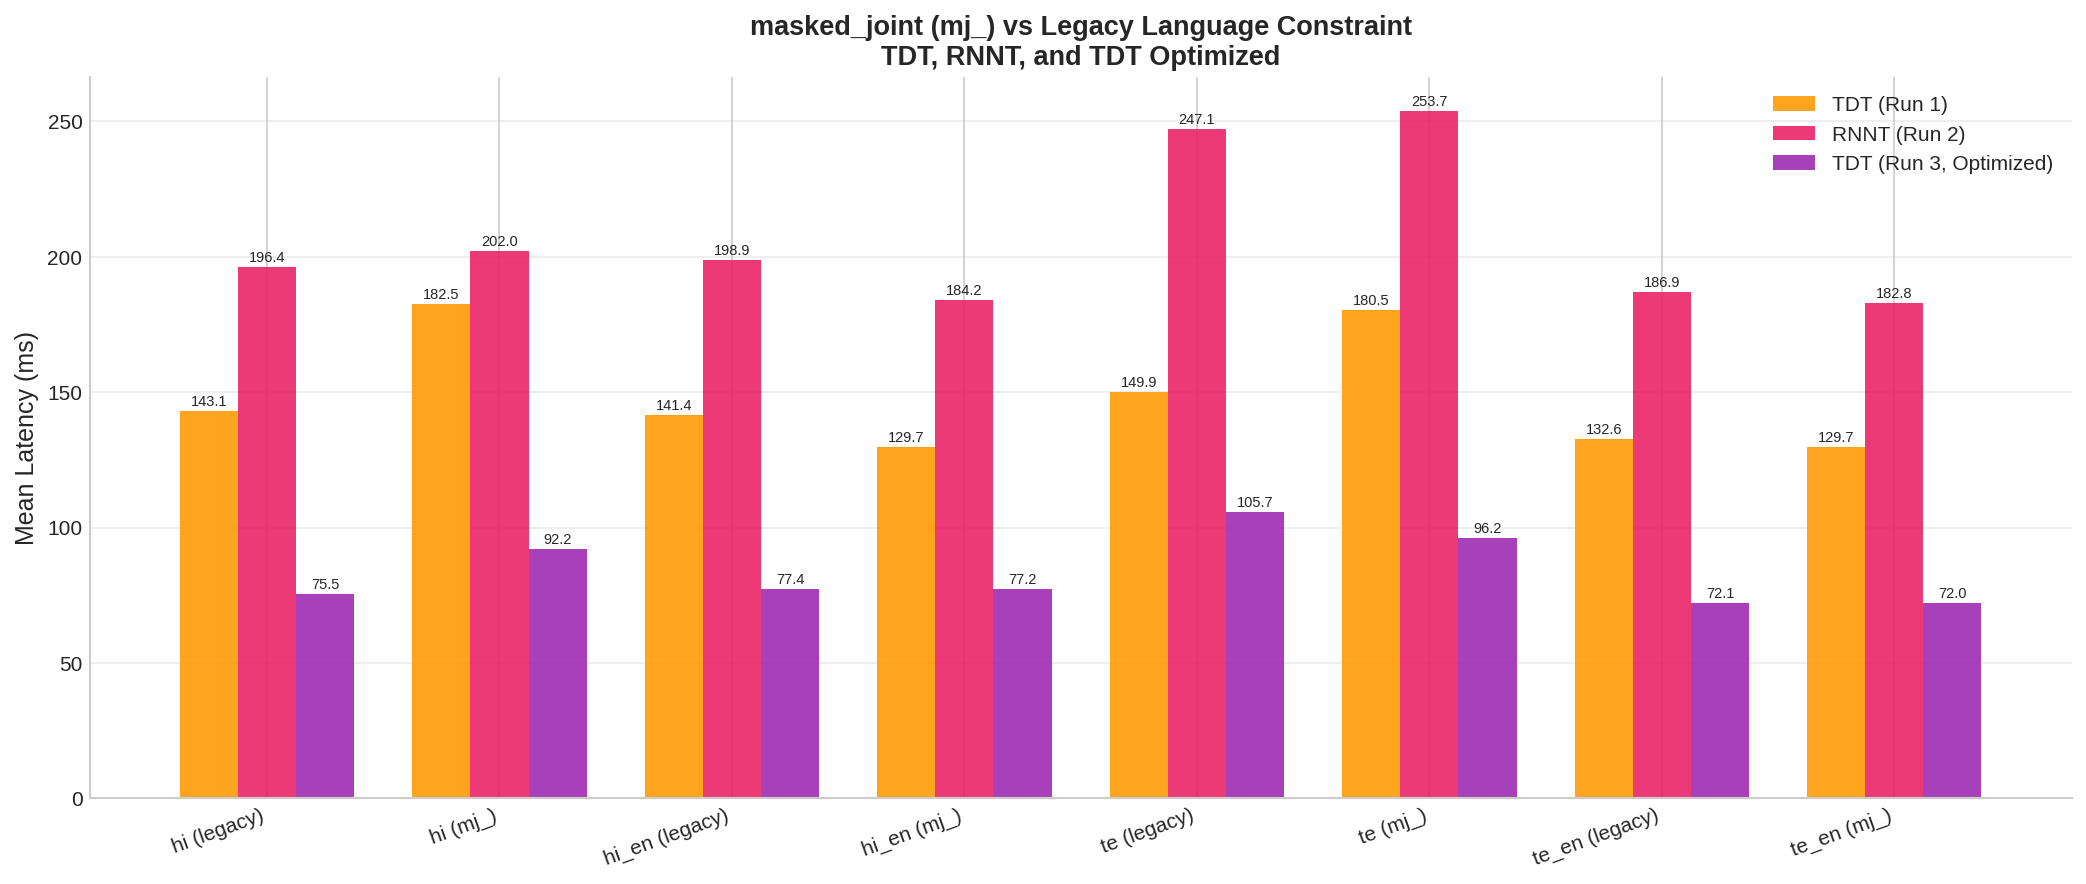 masked_joint (mj_) vs Legacy Language Constraint
TDT, RNNT, and TDT Optimized
TDT (Run 1)
RNNT (Run 2)
TDT (Run 3, Optimized)
Mean Latency (ms)
250
200
150
100
50
0
143.1
196.4
75.5
182.5
202.0
92.2
141.4
198.9
77.4
129.7
184.2
77.2
149.9
247.1
105.7
180.5
253.7
96.2
132.6
186.9
72.1
129.7
182.8
72.0
hi (legacy)
hi (mj_)
hi_en (legacy)
hi_en (mj_)
te (legacy)
te (mj_)
te_en (legacy)
te_en (mj_)